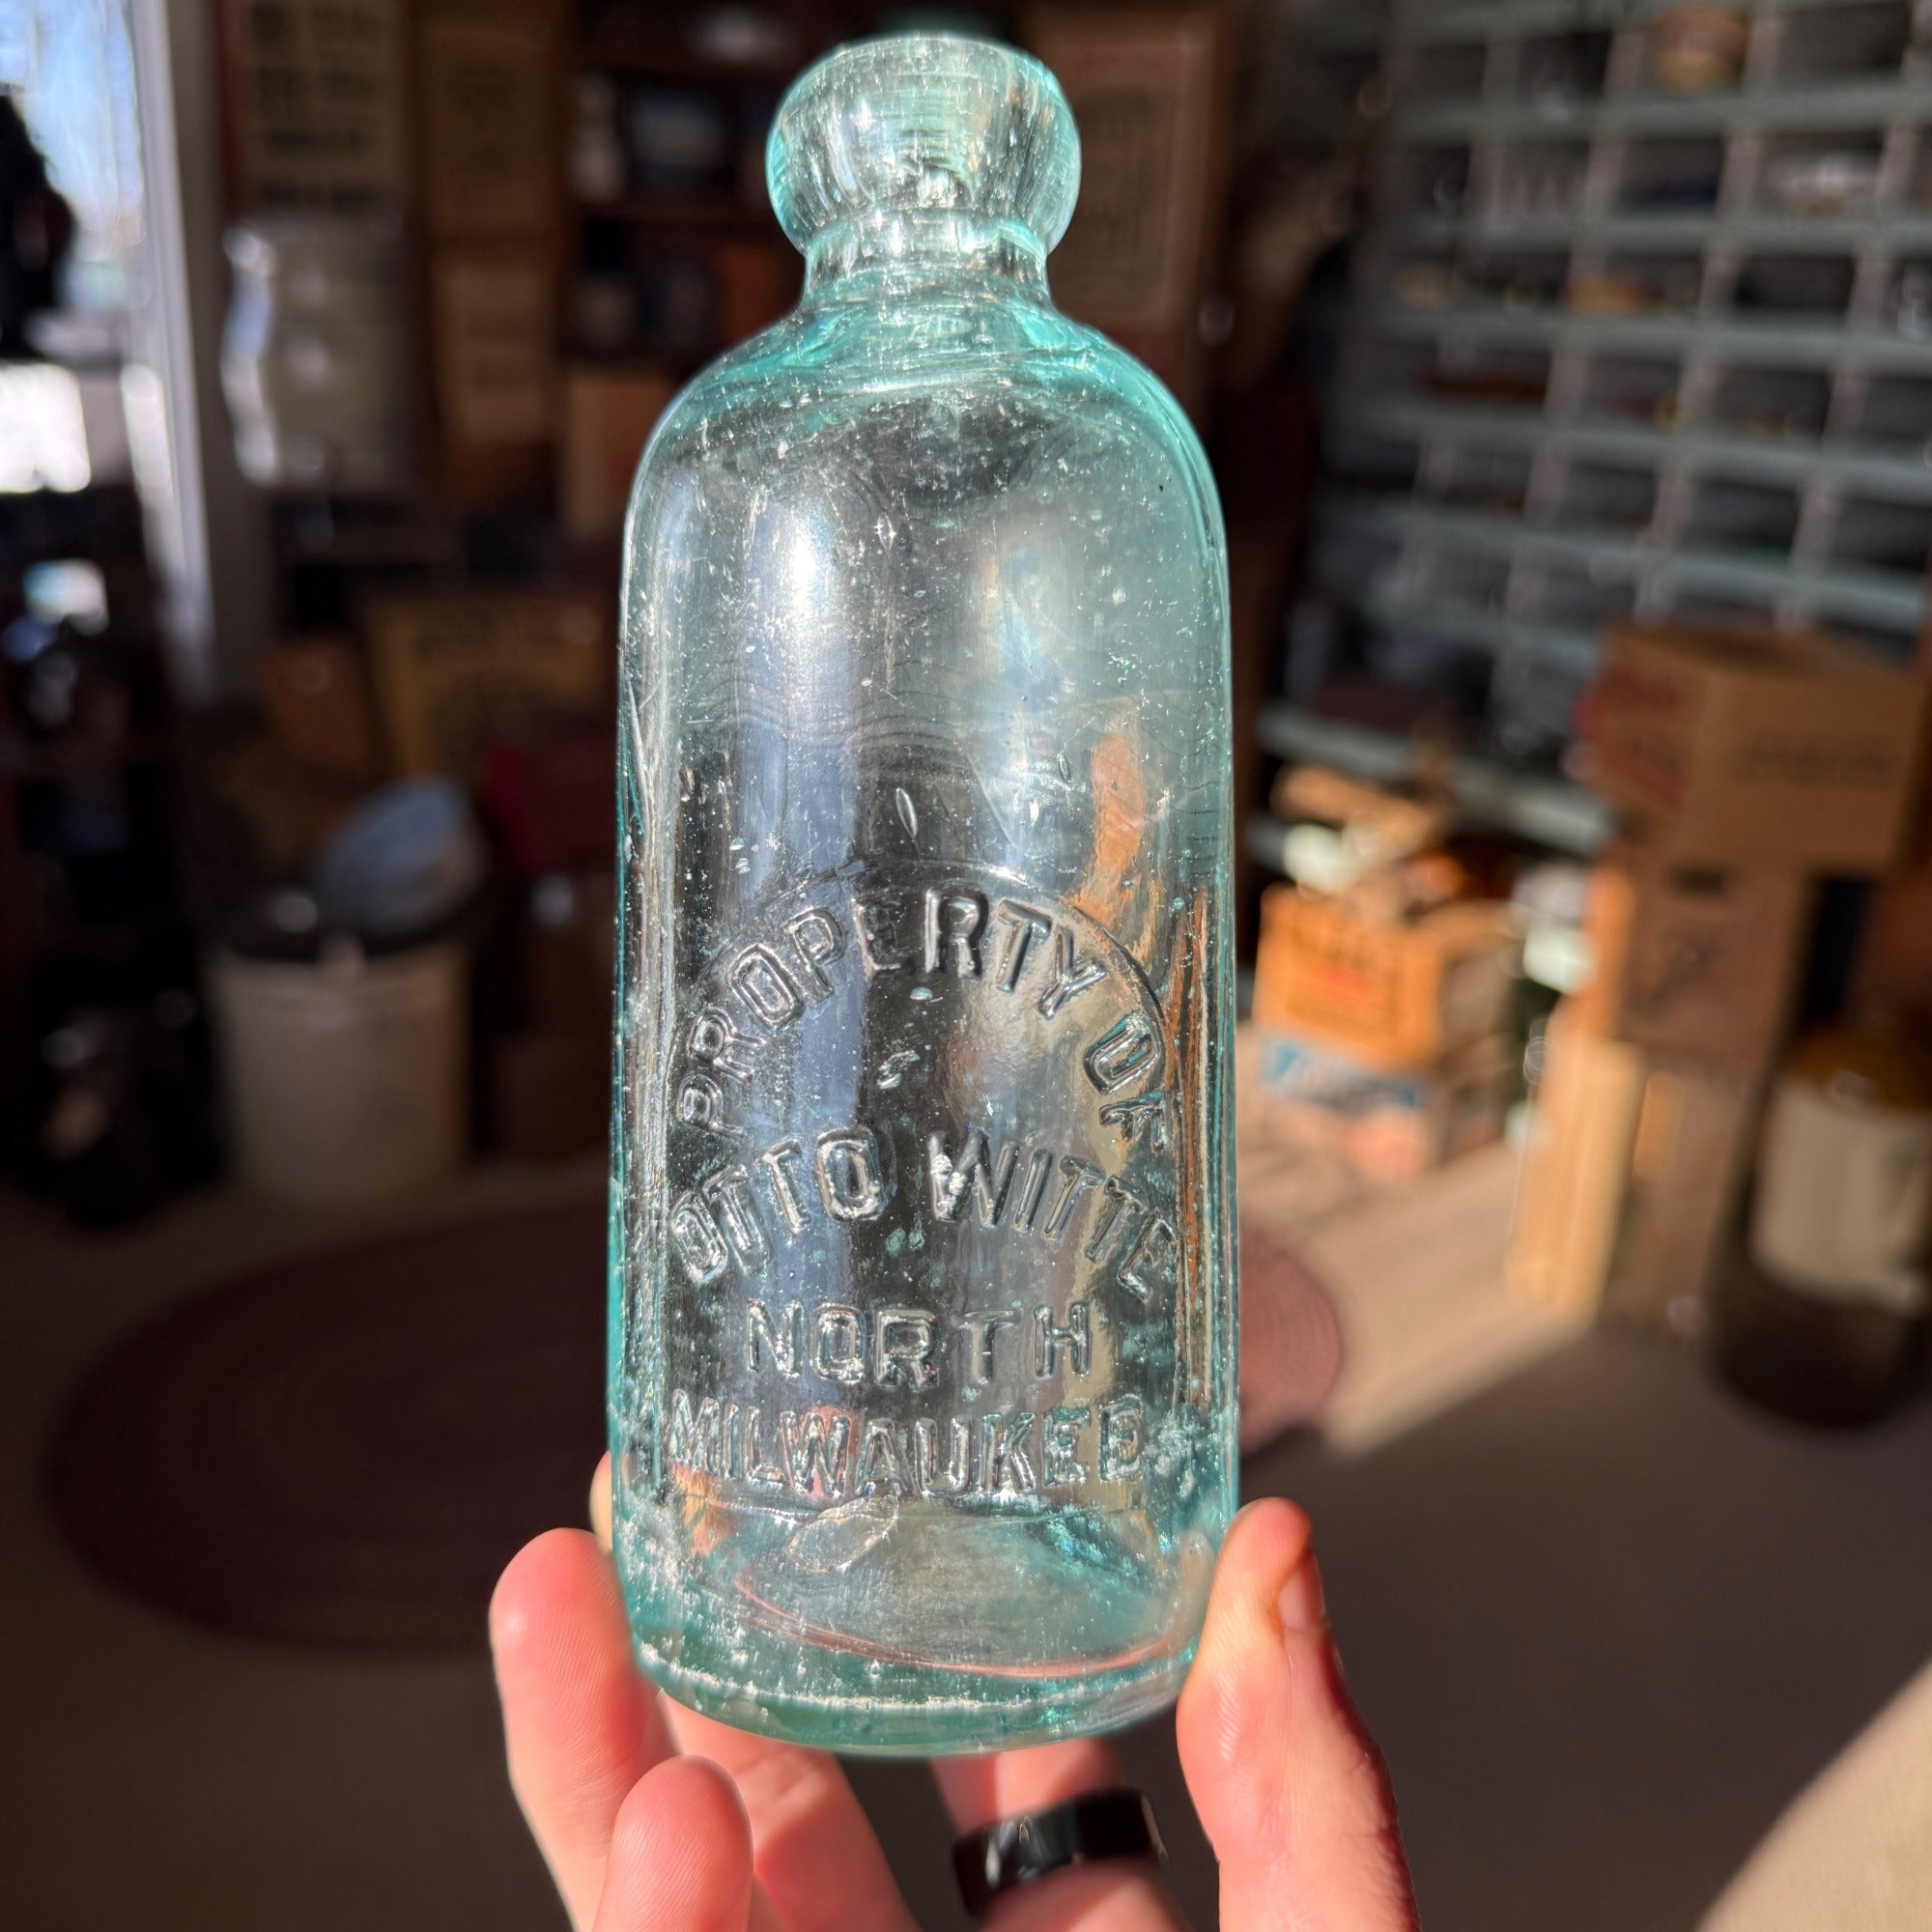 PROPERTY OF
OTTO WITTE
NORTH
MILWAUKEE